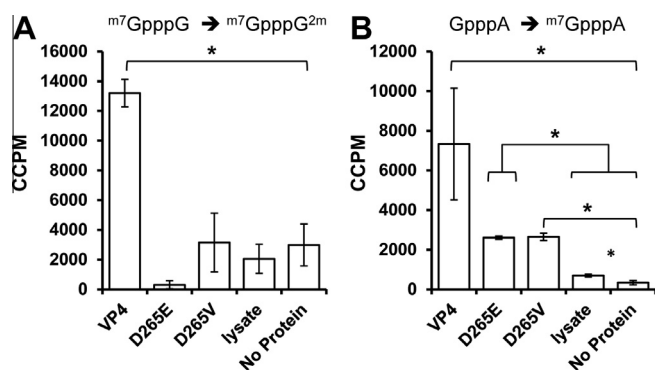 A
m7GpppG → m7GpppG2m
*
CCPM
16000
14000
12000
10000
8000
6000
4000
2000
0
VP4
D265E
D265V
lysate
No Protein
B
GpppA → m7GpppA
*
*
*
*
CCPM
12000
10000
8000
6000
4000
2000
0
VP4
D265E
D265V
lysate
No Protein